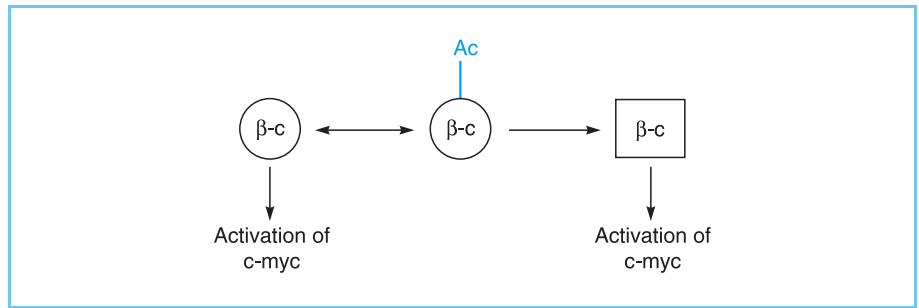 Ac
β-c
β-c
β-c
Activation of
c-myc
Activation of
c-myc